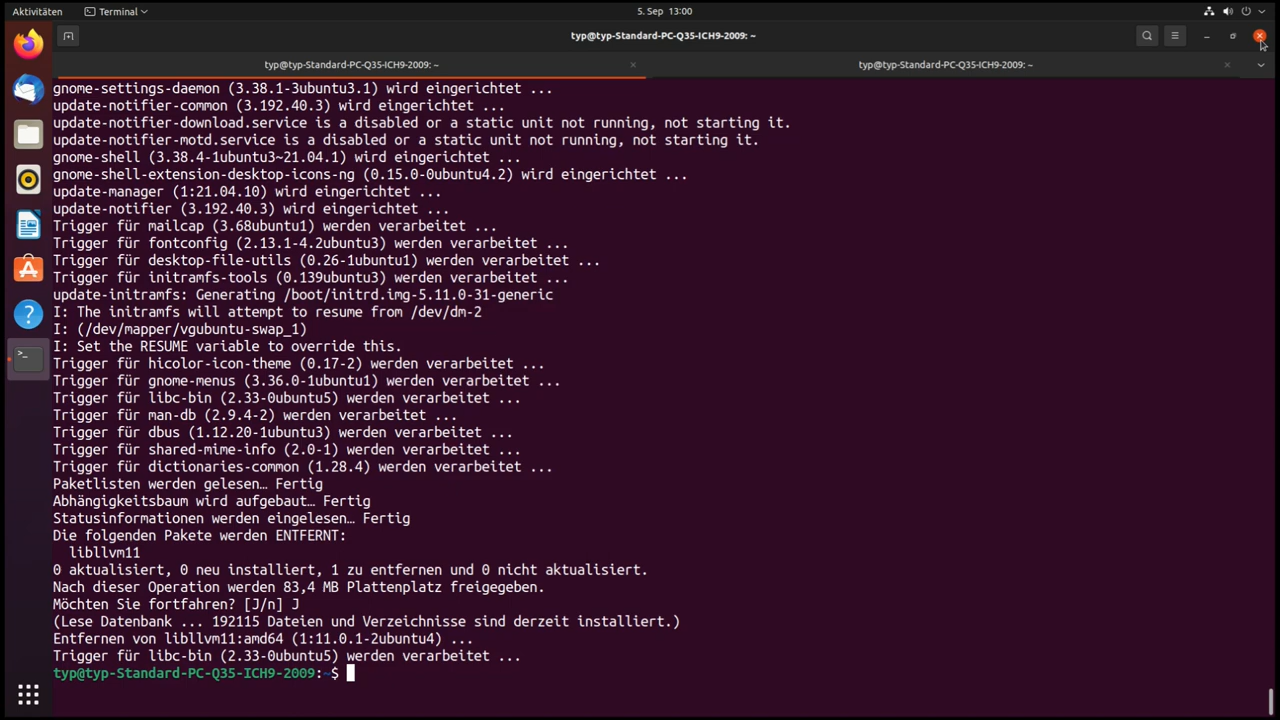 Aktivitäten
Terminal
5. Sep 13:00
typ@typ-Standard-PC-Q35-ICH9-2009: ~
typ@typ-Standard-PC-Q35-ICH9-2009: ~
typ@typ-Standard-PC-Q35-ICH9-2009: ~
gnome-settings-daemon (3.38.1-3ubuntu3.1) wird eingerichtet ...
update-notifier-common (3.192.40.3) wird eingerichtet ...
update-notifier-download.service is a disabled or a static unit not running, not starting it.
update-notifier-motd.service is a disabled or a static unit not running, not starting it.
gnome-shell (3.38.4-1ubuntu3~21.04.1) wird eingerichtet ...
gnome-shell-extension-desktop-icons-ng (0.15.0-0ubuntu4.2) wird eingerichtet ...
update-manager (1:21.04.10) wird eingerichtet ...
update-notifier (3.192.40.3) wird eingerichtet ...
Trigger für mailcap (3.68ubuntu1) werden verarbeitet ...
Trigger für fontconfig (2.13.1-4.2ubuntu3) werden verarbeitet ...
Trigger für desktop-file-utils (0.26-1ubuntu1) werden verarbeitet ...
Trigger für initramfs-tools (0.139ubuntu3) werden verarbeitet ...
update-initramfs: Generating /boot/initrd.img-5.11.0-31-generic
I: The initramfs will attempt to resume from /dev/dm-2
I: (/dev/mapper/vgubuntu-swap_1)
I: Set the RESUME variable to override this.
Trigger für hicolor-icon-theme (0.17-2) werden verarbeitet ...
Trigger für gnome-menus (3.36.0-1ubuntu1) werden verarbeitet ...
Trigger für libc-bin (2.33-0ubuntu5) werden verarbeitet ...
Trigger für man-db (2.9.4-2) werden verarbeitet ...
Trigger für dbus (1.12.20-1ubuntu3) werden verarbeitet ...
Trigger für shared-mime-info (2.0-1) werden verarbeitet ...
Trigger für dictionaries-common (1.28.4) werden verarbeitet ...
Paketlisten werden gelesen… Fertig
Abhängigkeitsbaum wird aufgebaut… Fertig
Statusinformationen werden eingelesen… Fertig
Die folgenden Pakete werden ENTFERNT:
  libllvm11
0 aktualisiert, 0 neu installiert, 1 zu entfernen und 0 nicht aktualisiert.
Nach dieser Operation werden 83,4 MB Plattenplatz freigegeben.
Möchten Sie fortfahren? [J/n] J
(Lese Datenbank ... 192115 Dateien und Verzeichnisse sind derzeit installiert.)
Entfernen von libllvm11:amd64 (1:11.0.1-2ubuntu4) ...
Trigger für libc-bin (2.33-0ubuntu5) werden verarbeitet ...
typ@typ-Standard-PC-Q35-ICH9-2009:~$